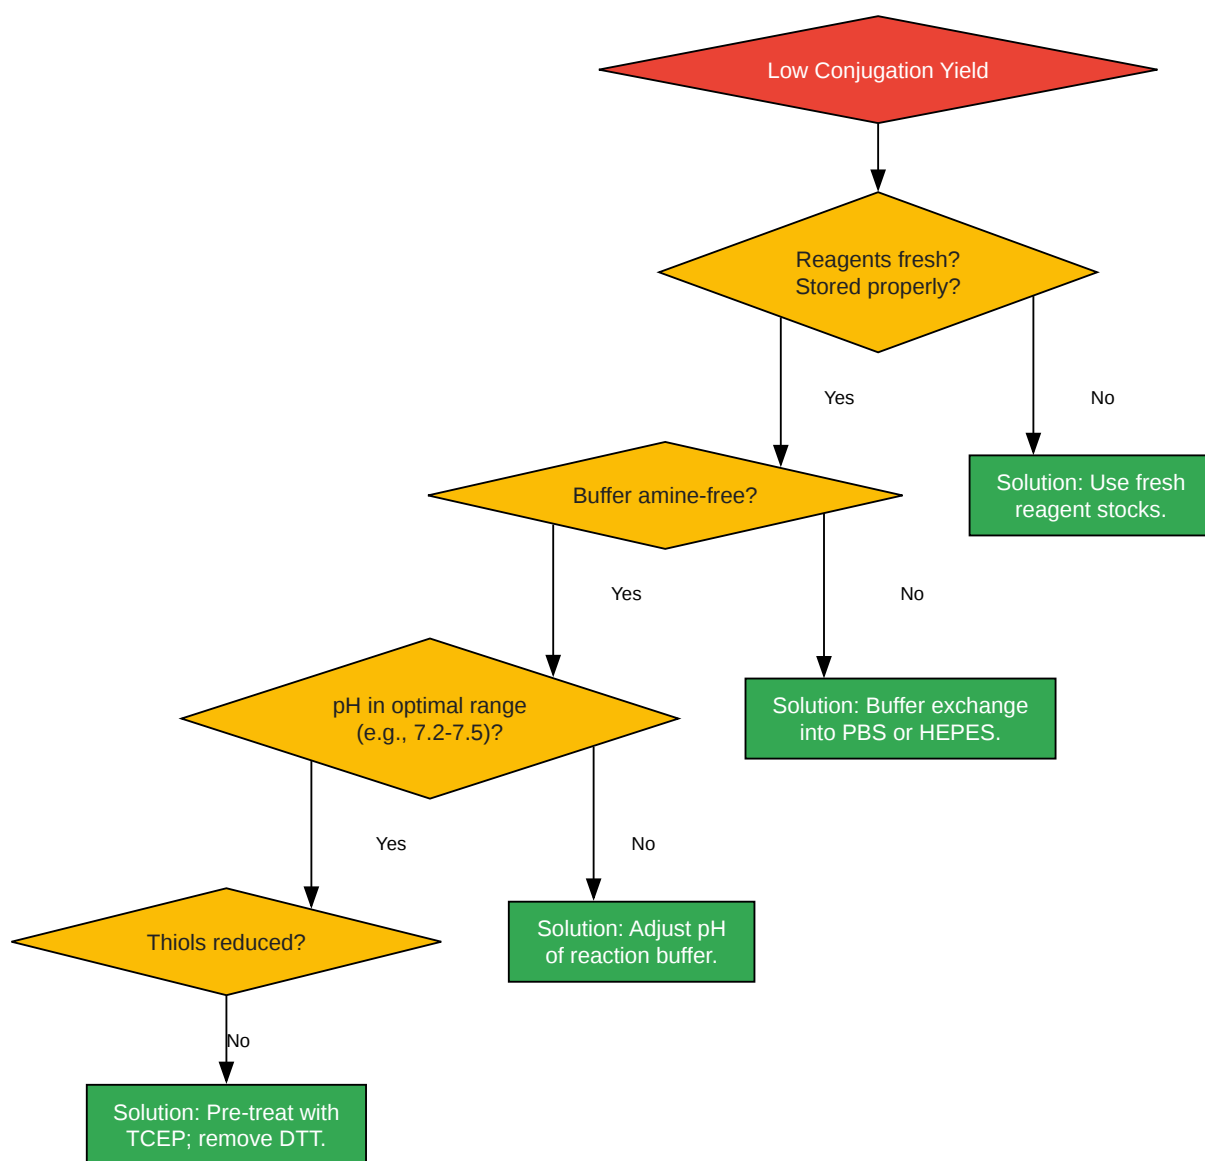 Low Conjugation Yield
Reagents fresh?
Stored properly?
Yes
No
Solution: Use fresh
reagent stocks.
Buffer amine-free?
Yes
No
Solution: Buffer exchange
into PBS or HEPES.
pH in optimal range
(e.g., 7.2-7.5)?
Yes
No
Solution: Adjust pH
of reaction buffer.
Thiols reduced?
No
Solution: Pre-treat with
TCEP; remove DTT.